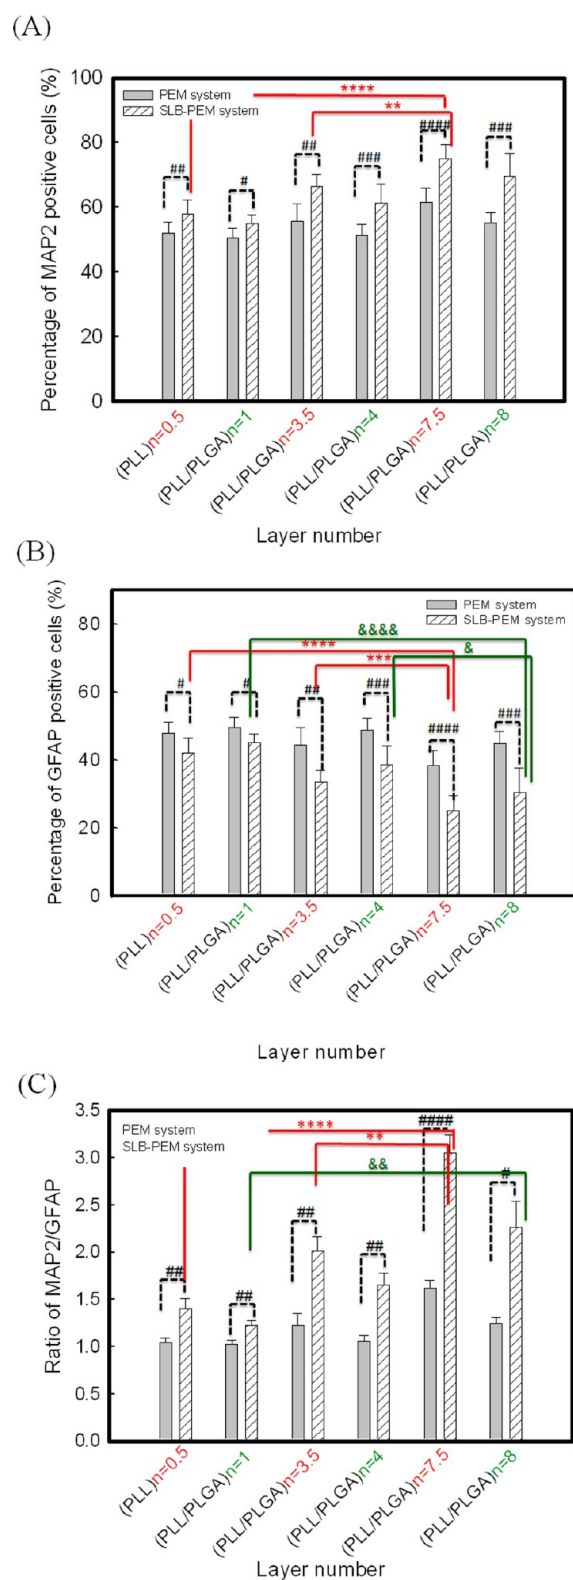 (A)
Percentage of MAP2 positive cells (%)
100
80
60
40
20
0
PEM system
SLB-PEM system
****
**
##
#
##
###
####
###
(PLL)n=0.5
(PLL/PLGA)n=1
(PLL/PLGA)n=3.5
(PLL/PLGA)n=4
(PLL/PLGA)n=7.5
(PLL/PLGA)n=8
Layer number
(B)
Percentage of GFAP positive cells (%)
80
60
40
20
0
PEM system
SLB-PEM system
&&&&
&
****
***
#
#
##
###
####
###
(PLL)n=0.5
(PLL/PLGA)n=1
(PLL/PLGA)n=3.5
(PLL/PLGA)n=4
(PLL/PLGA)n=7.5
(PLL/PLGA)n=8
Layer number
(C)
Ratio of MAP2/GFAP
3.5
3.0
2.5
2.0
1.5
1.0
0.5
0.0
PEM system
SLB-PEM system
****
**
&&
##
##
##
##
####
#
(PLL)n=0.5
(PLL/PLGA)n=1
(PLL/PLGA)n=3.5
(PLL/PLGA)n=4
(PLL/PLGA)n=7.5
(PLL/PLGA)n=8
Layer number